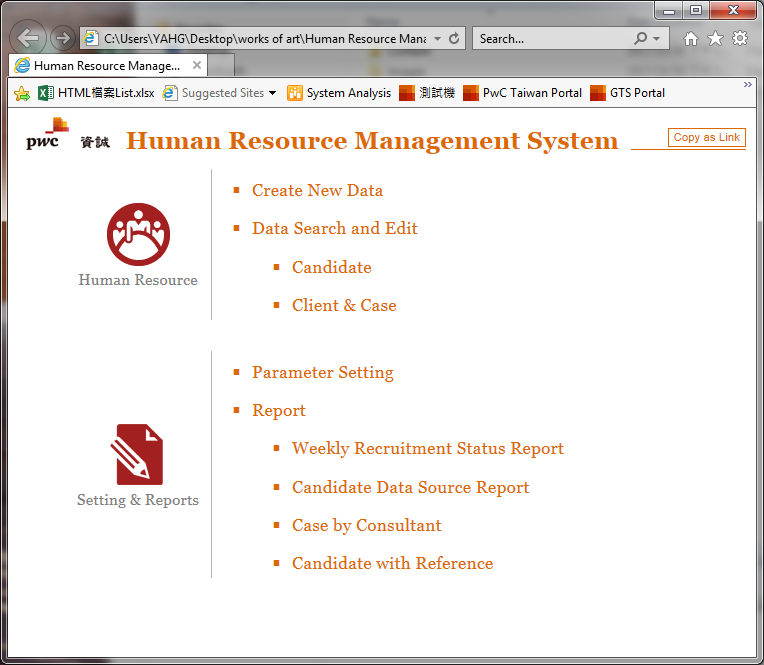 C:\Users\YAHG\Desktop\works of art\Human Resource Mana
Search...
Human Resource Manage...
HTML檔案List.xlsx
Suggested Sites
System Analysis
測試機
PwC Taiwan Portal
GTS Portal
pwc 資誠
Human Resource Management System
Copy as Link
Create New Data
Data Search and Edit
Candidate
Client & Case
Human Resource
Parameter Setting
Report
Weekly Recruitment Status Report
Candidate Data Source Report
Case by Consultant
Candidate with Reference
Setting & Reports